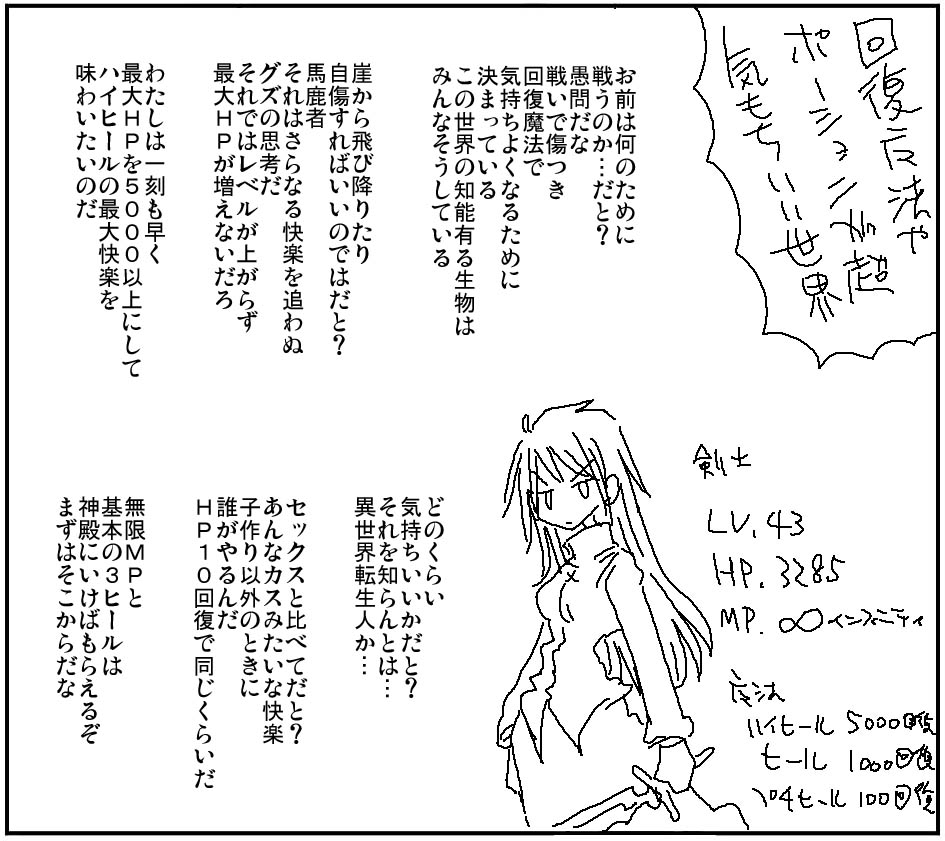 回復魔法や
ポーションが超
気もちいい世界
お前は何のために
戦うのか…だと?
愚問だな
戦いで傷つき
回復魔法で
気持ちよくなるために
決まっている
この世界の知能有る生物は
みんなそうしている
崖から飛び降りたり
自傷すればいいのではだと?
馬鹿者
それはさらなる快楽を追わぬ
グズの思考だ
それではレベルが上がらず
最大HPが増えないだろ
わたしは一刻も早く
最大HPを5000以上にして
ハイヒールの最大快楽を
味わいたいのだ
剣士
LV.43
HP.3285
MP.∞インフィニティ
魔法
ハイヒール 5000回復
ヒール 1000回復
プチヒール 100回復
どのくらい
気持ちいいかだと?
それを知らんとは…
異世界転生人か…
セックスと比べてだと?
あんなカスみたいな快楽
子作り以外のときに
誰がやるんだ
HP10回復で同じくらいだ
無限MPと
基本の3ヒールは
神殿にいけばもらえるぞ
まずはそこからだな